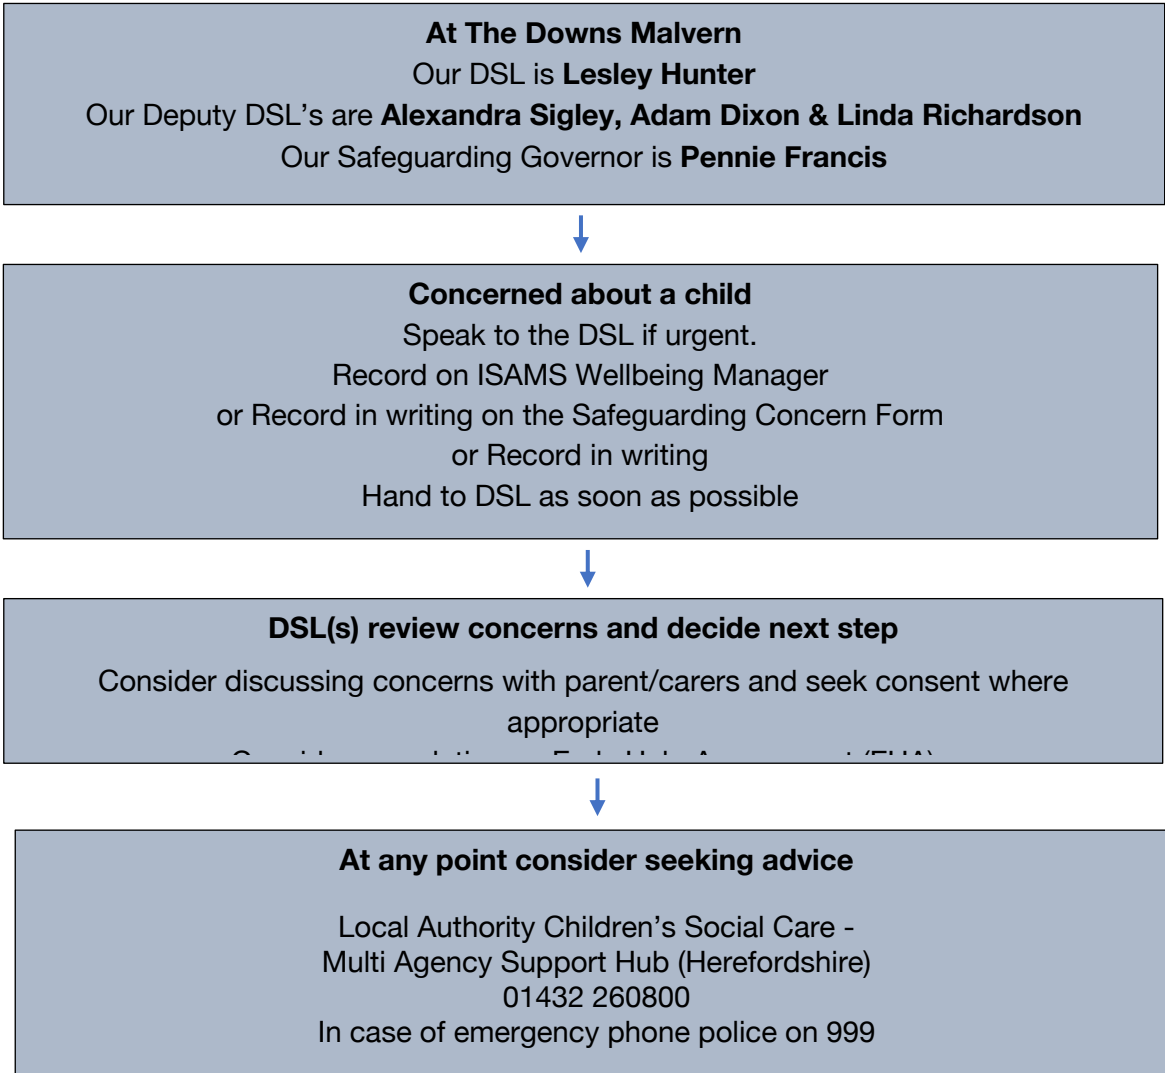 At The Downs Malvern
Our DSL is Lesley Hunter
Our Deputy DSL's are Alexandra Sigley, Adam Dixon & Linda Richardson
Our Safeguarding Governor is Pennie Francis
Concerned about a child
Speak to the DSL if urgent.
Record on ISAMS Wellbeing Manager
or Record in writing on the Safeguarding Concern Form
or Record in writing
Hand to DSL as soon as possible
DSL(s) review concerns and decide next step
Consider discussing concerns with parent/carers and seek consent where
appropriate
At any point consider seeking advice
Local Authority Children’s Social Care -
Multi Agency Support Hub (Herefordshire)
01432 260800
In case of emergency phone police on 999